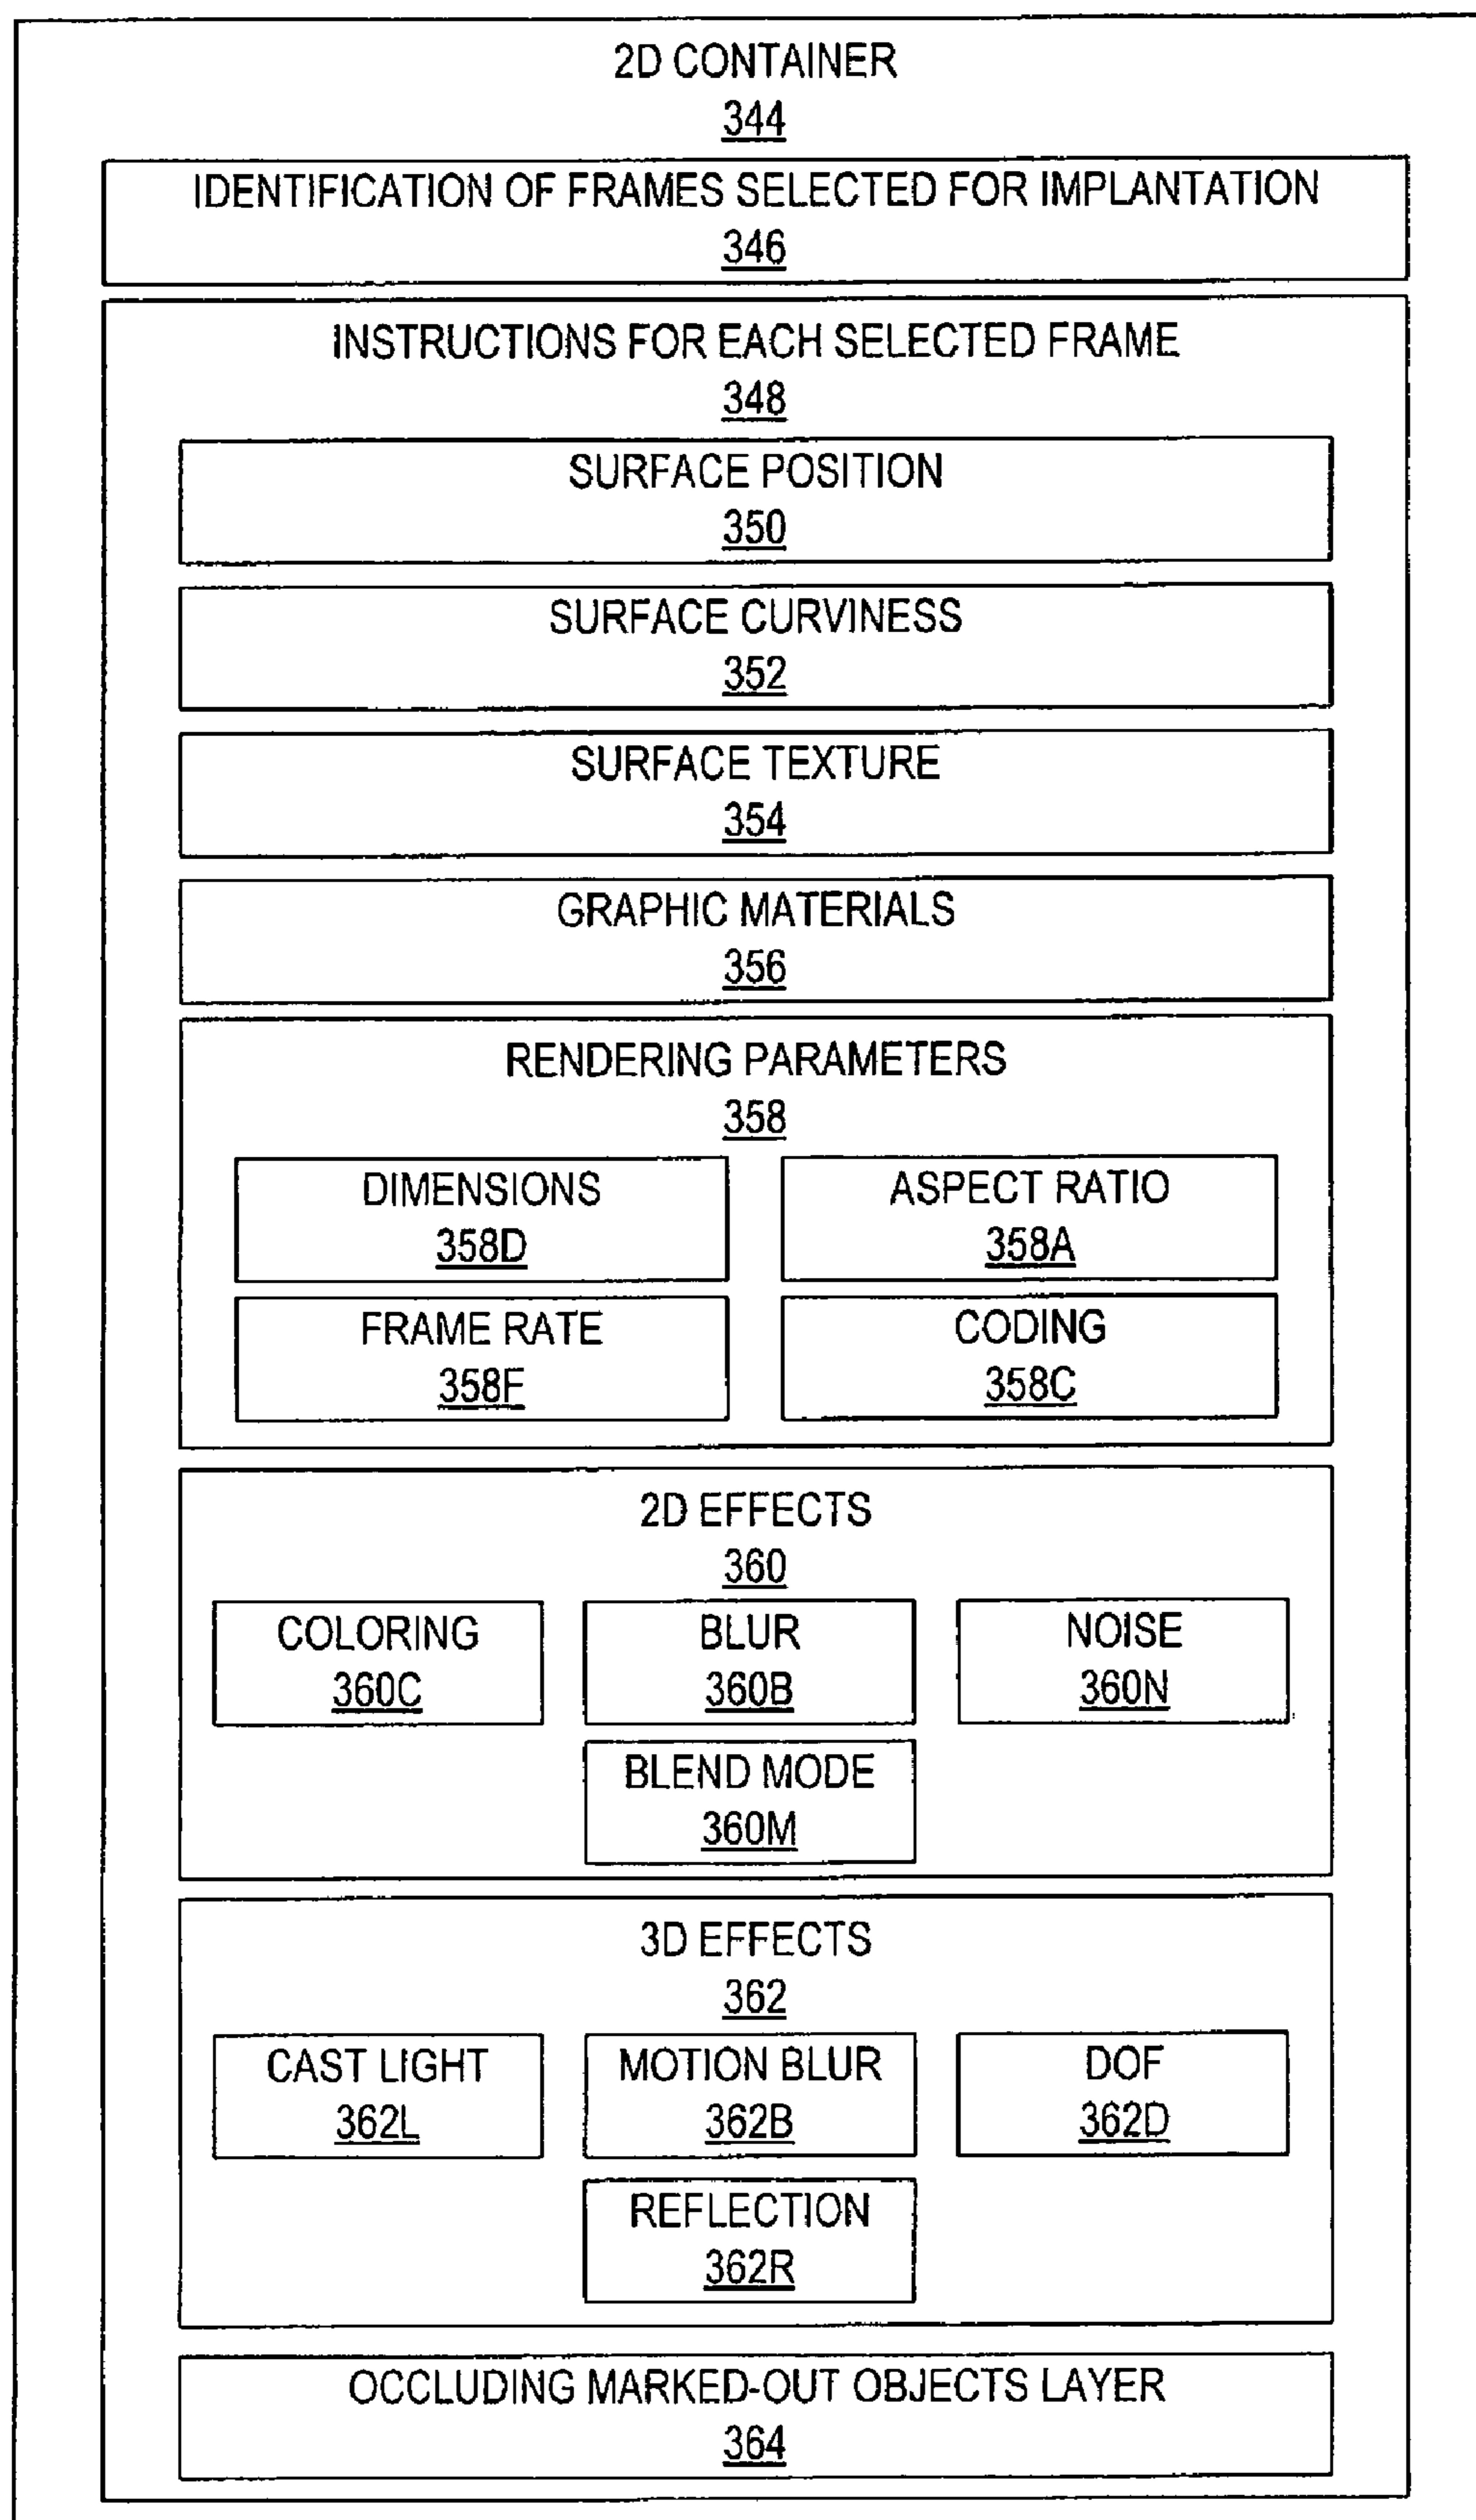 2D CONTAINER
344
IDENTIFICATION OF FRAMES SELECTED FOR IMPLANTATION
346
INSTRUCTIONS FOR EACH SELECTED FRAME
348
SURFACE POSITION
350
SURFACE CURVINESS
352
SURFACE TEXTURE
354
GRAPHIC MATERIALS
356
RENDERING PARAMETERS
358
DIMENSIONS
358D
ASPECT RATIO
358A
FRAME RATE
358F
CODING
358C
2D EFFECTS
360
COLORING
360C
BLUR
360B
NOISE
360N
BLEND MODE
360M
3D EFFECTS
362
CAST LIGHT
362L
MOTION BLUR
362B
DOF
362D
REFLECTION
362R
OCCLUDING MARKED-OUT OBJECTS LAYER
364